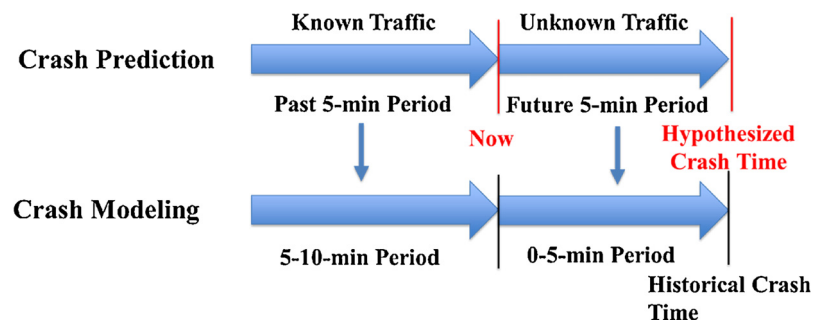 Known Traffic
Unknown Traffic
Crash Prediction
Past 5-min Period
Future 5-min Period
Now
Hypothesized
Crash Time
Crash Modeling
5-10-min Period
0-5-min Period
Historical Crash
Time